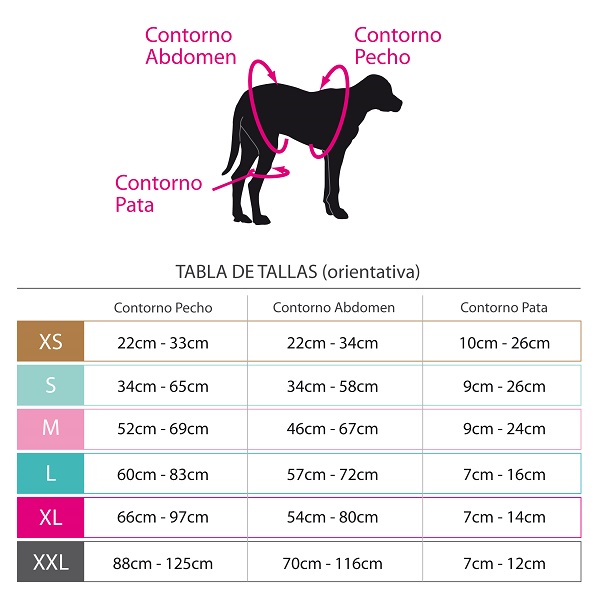 Contorno
Abdomen
Contorno
Pecho
Contorno
Pata
TABLA DE TALLAS (orientativa)
Contorno Pecho Contorno Abdomen Contorno Pata
XS 22cm - 33cm 22cm - 34cm 10cm - 26cm
S 34cm - 65cm 34cm - 58cm 9cm - 26cm
M 52cm - 69cm 46cm - 67cm 9cm - 24cm
L 60cm - 83cm 57cm - 72cm 7cm - 16cm
XL 66cm - 97cm 54cm - 80cm 7cm - 14cm
XXL 88cm - 125cm 70cm - 116cm 7cm - 12cm